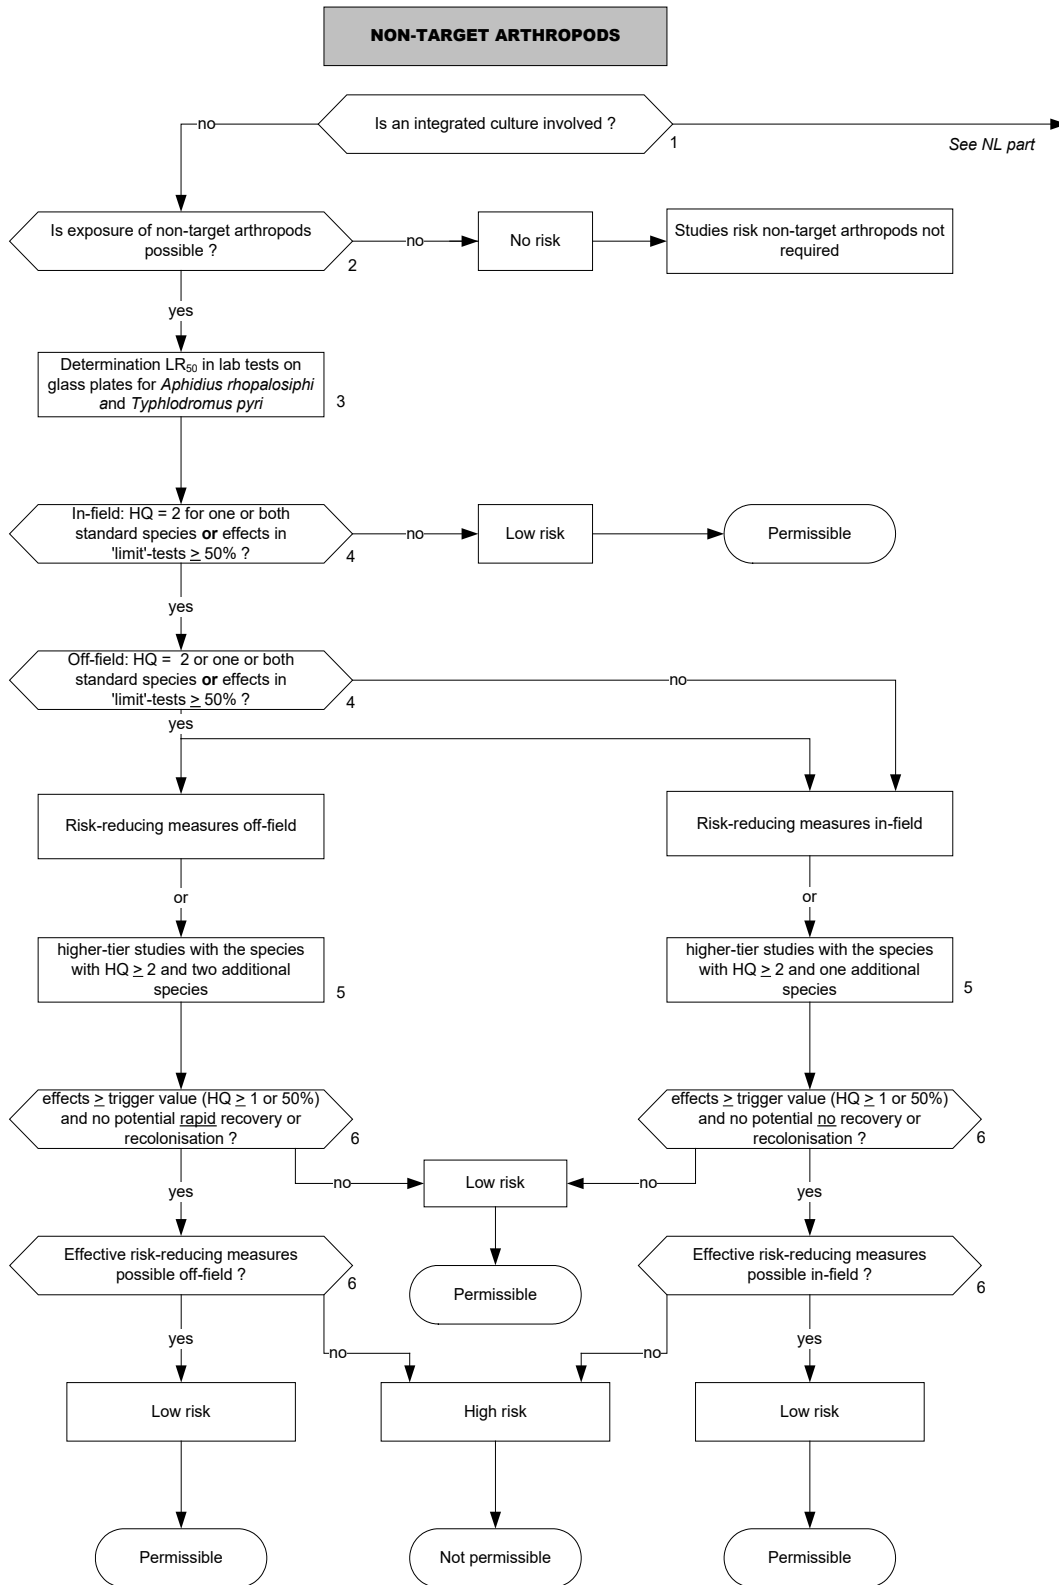 NON-TARGET ARTHROPODS
Is an integrated culture involved ?
no
1
See NL part
Is exposure of non-target arthropods
possible ?
2
no
No risk
Studies risk non-target arthropods not
required
yes
Determination LR50 in lab tests on
glass plates for Aphidius rhopalosiphi
and Typhlodromus pyri
3
In-field: HQ = 2 for one or both
standard species or effects in
'limit'-tests ≥ 50% ?
4
no
Low risk
Permissible
yes
Off-field: HQ = 2 or one or both
standard species or effects in
'limit'-tests ≥ 50% ?
4
no
yes
Risk-reducing measures off-field
Risk-reducing measures in-field
or
or
higher-tier studies with the species
with HQ ≥ 2 and two additional
species
5
higher-tier studies with the species
with HQ ≥ 2 and one additional
species
5
effects ≥ trigger value (HQ ≥ 1 or 50%)
and no potential rapid recovery or
recolonisation ?
6
effects ≥ trigger value (HQ ≥ 1 or 50%)
and no potential no recovery or
recolonisation ?
6
no
Low risk
no
yes
yes
Effective risk-reducing measures
possible off-field ?
6
Permissible
Effective risk-reducing measures
possible in-field ?
6
yes
no
no
yes
Low risk
High risk
Low risk
Permissible
Not permissible
Permissible